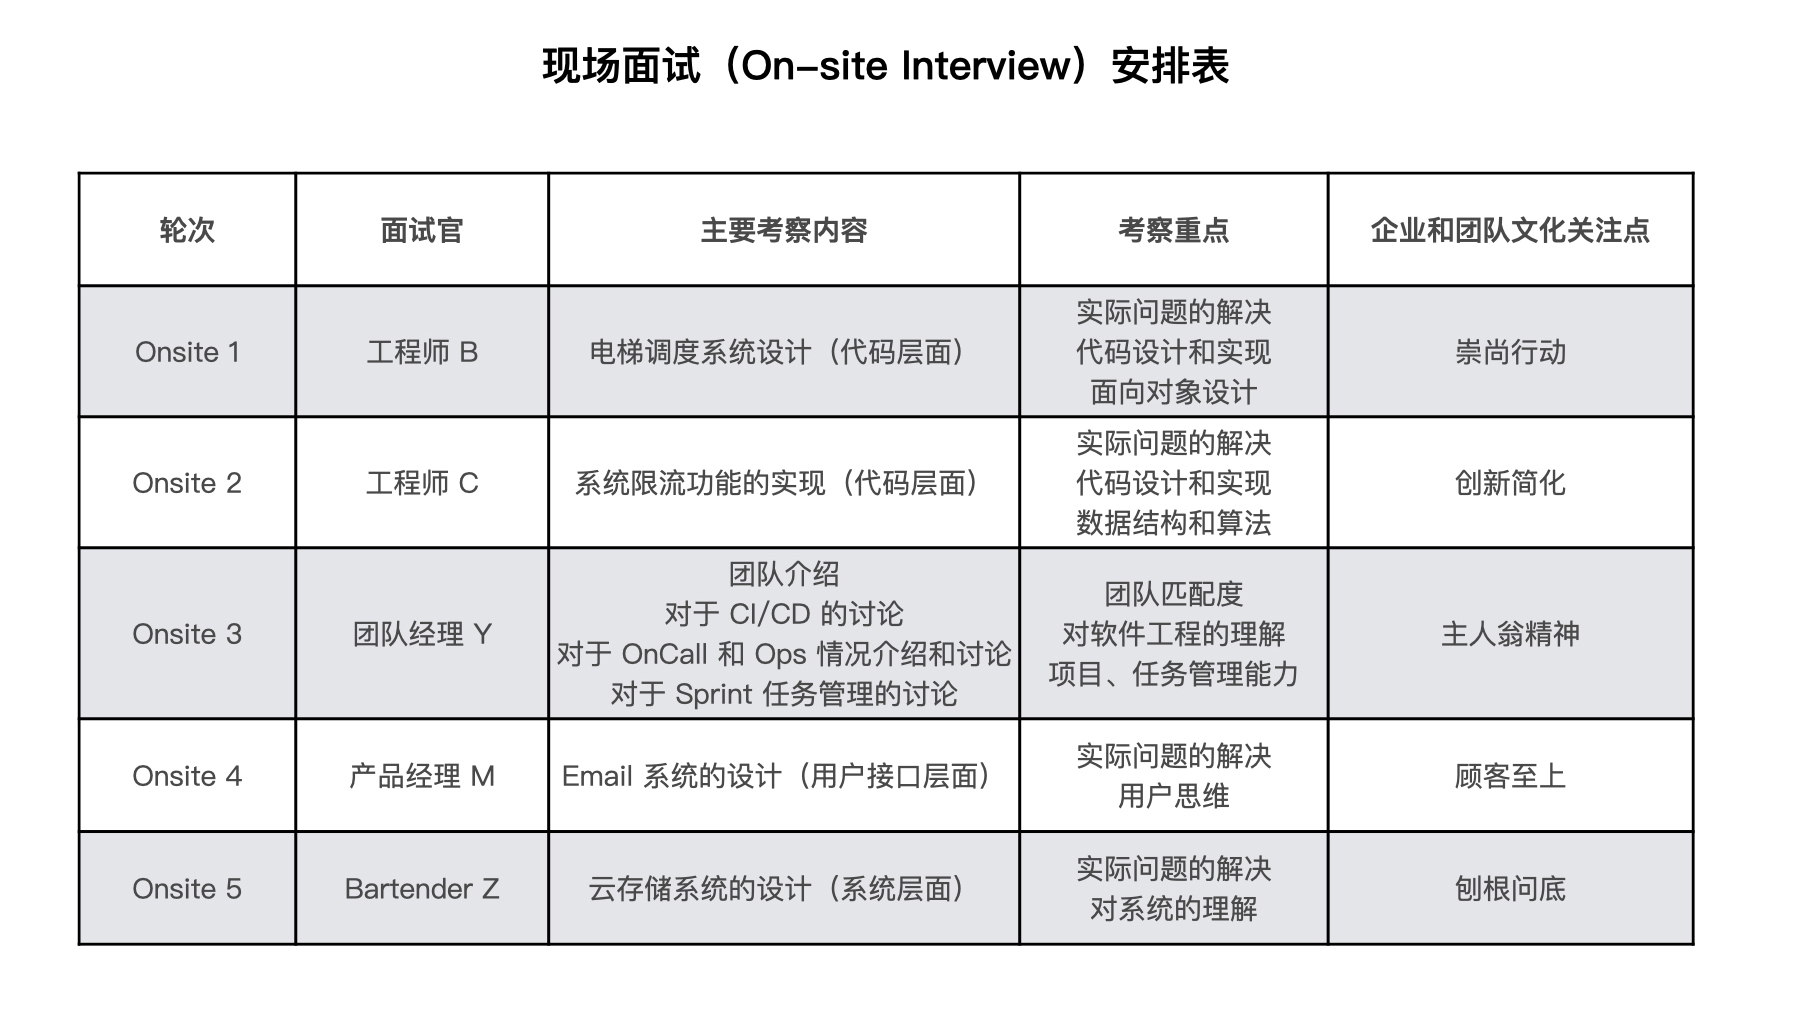 现场面试（On-site Interview）安排表
轮次
面试官
主要考察内容
考察重点
企业和团队文化关注点
Onsite 1
工程师 B
电梯调度系统设计（代码层面）
实际问题的解决
代码设计和实现
面向对象设计
崇尚行动
Onsite 2
工程师 C
系统限流功能的实现（代码层面）
实际问题的解决
代码设计和实现
数据结构和算法
创新简化
Onsite 3
团队经理 Y
团队介绍
对于 CI/CD 的讨论
对于 OnCall 和 Ops 情况介绍和讨论
对于 Sprint 任务管理的讨论
团队匹配度
对软件工程的理解
项目、任务管理能力
主人翁精神
Onsite 4
产品经理 M
Email 系统的设计（用户接口层面）
实际问题的解决
用户思维
顾客至上
Onsite 5
Bartender Z
云存储系统的设计（系统层面）
实际问题的解决
对系统的理解
刨根问底